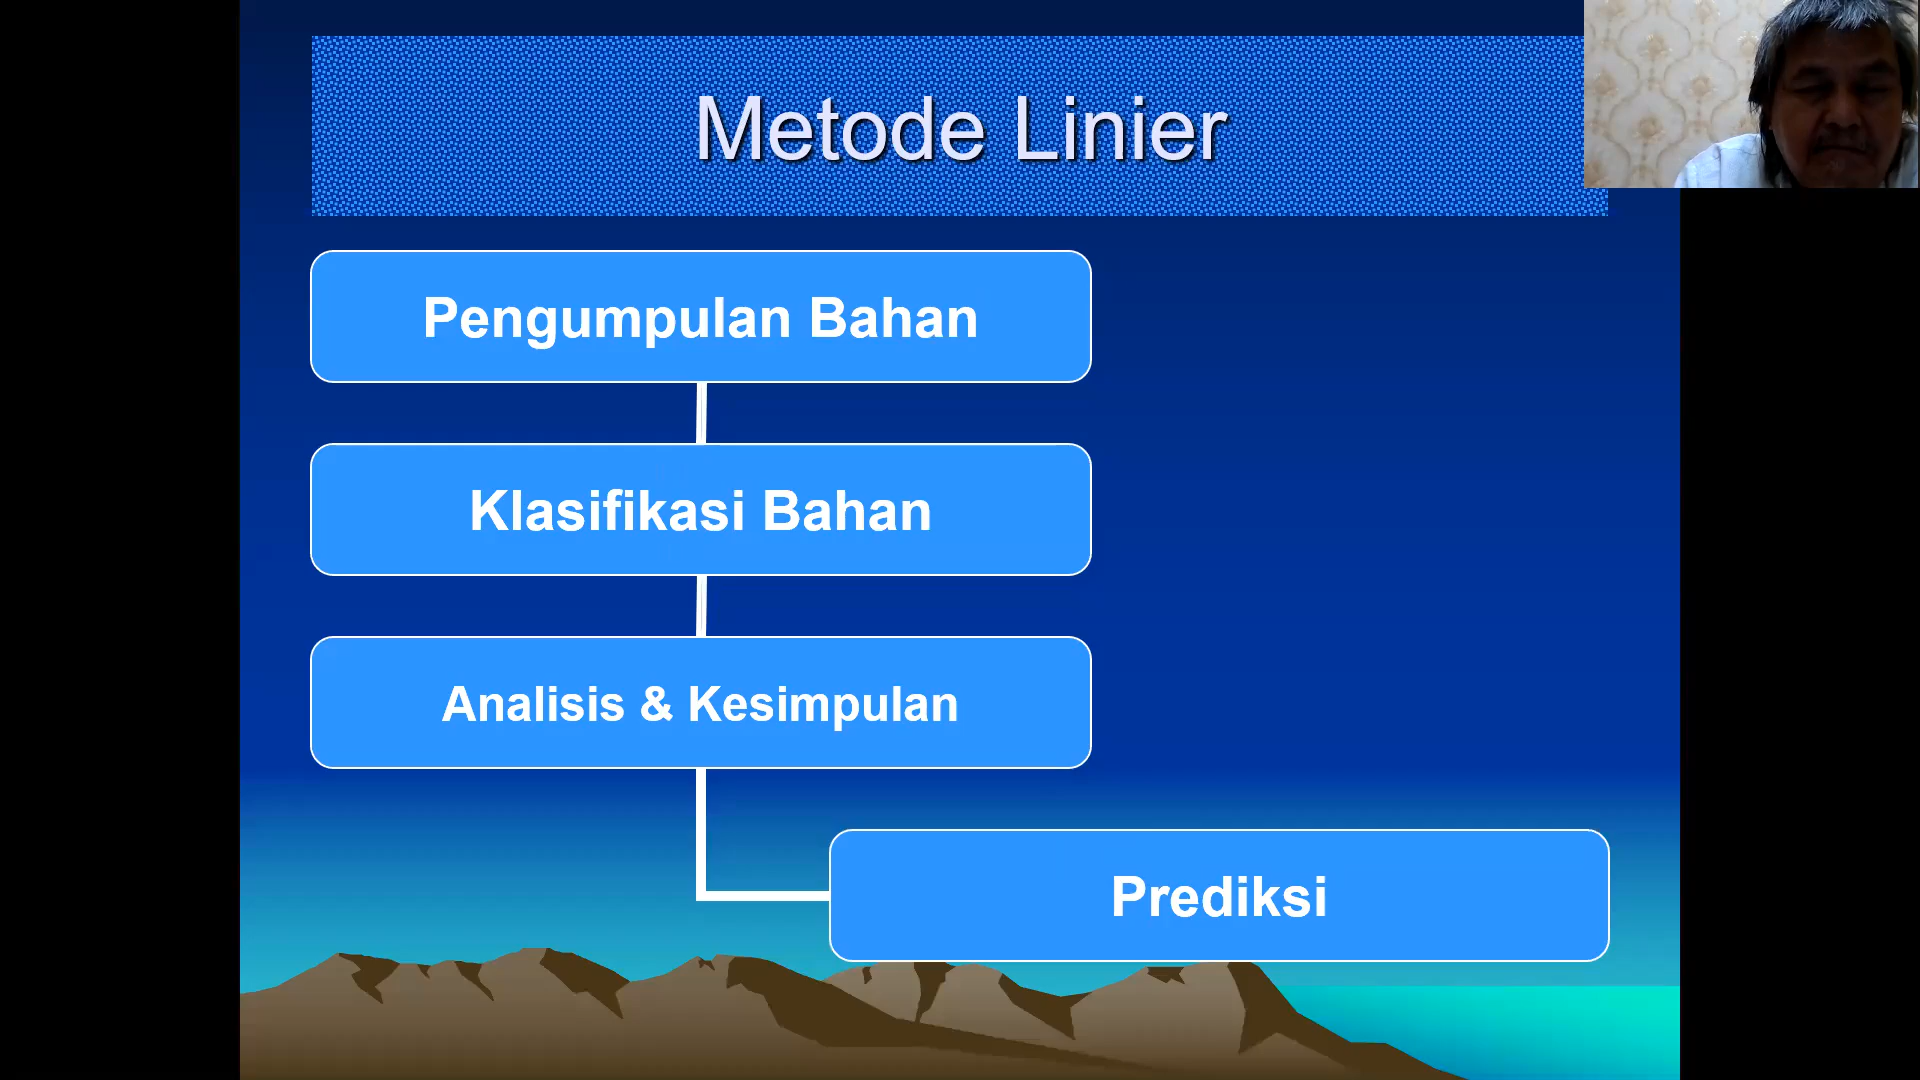 Metode Linier
Pengumpulan Bahan
Klasifikasi Bahan
Analisis & Kesimpulan
Prediksi